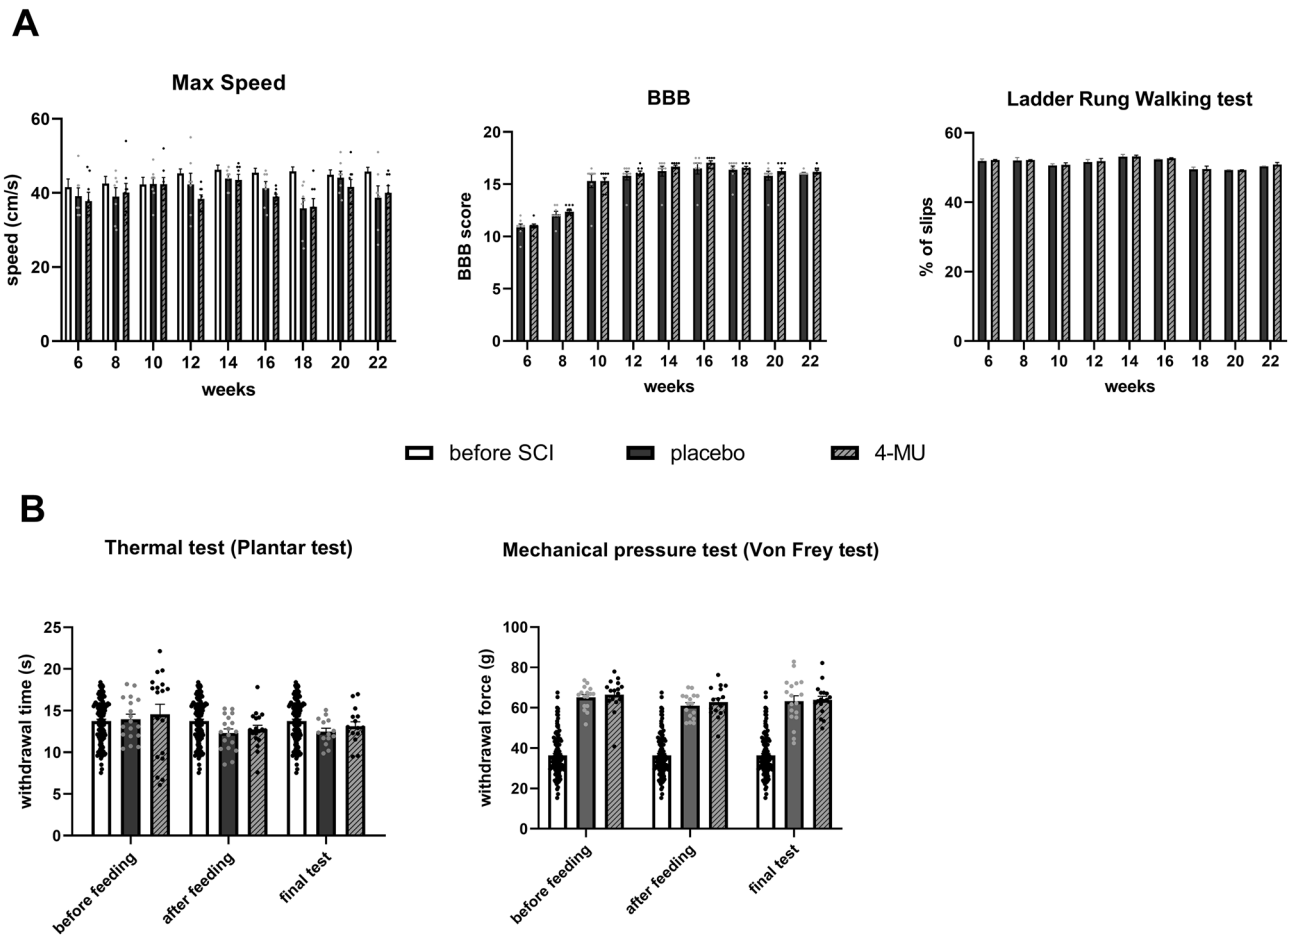 A
Max Speed
speed (cm/s)
60
40
20
0
6 8 10 12 14 16 18 20 22
weeks
BBB
BBB score
20
15
10
5
0
6 8 10 12 14 16 18 20 22
weeks
Ladder Rung Walking test
% of slips
60
40
20
0
6 8 10 12 14 16 18 20 22
weeks
before SCI placebo 4-MU
B
Thermal test (Plantar test)
withdrawal time (s)
25
20
15
10
5
0
before feeding
after feeding
final test
Mechanical pressure test (Von Frey test)
withdrawal force (g)
100
80
60
40
20
0
before feeding
after feeding
final test